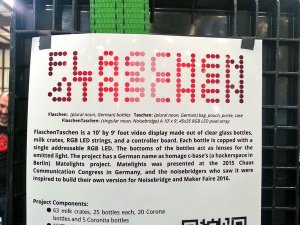 FLASCHEN
TASCHEN
Flaschen: (plural noun, German) bottles Taschen: (plural noun, German) bag, pouch, purse, case
FlaschenTaschen: (singular noun, Noisebridge) 10' x 9', 45x35 RGB LED pixel array
FlaschenTaschen is a 10' by 9' foot video display made out of clear glass bottles,
milk crates, RGB LED strings, and a controller board. Each bottle is capped with
a single addressable RGB LED. The bottoms of the bottles act as lenses for the
emitted light. The project has a German name as homage c-base's (a hackerspace in
Berlin) Matelights project. Matelights was presented at the 2015 Chaos
Communication Congress in Germany, and the noisebridgers who saw it were
inspired to build their own version for Noisebridge and Maker Faire 2016.
Project Components:
63 milk crates, 25 bottles each, 20 Corona
bottles and 5 Coronita bottles